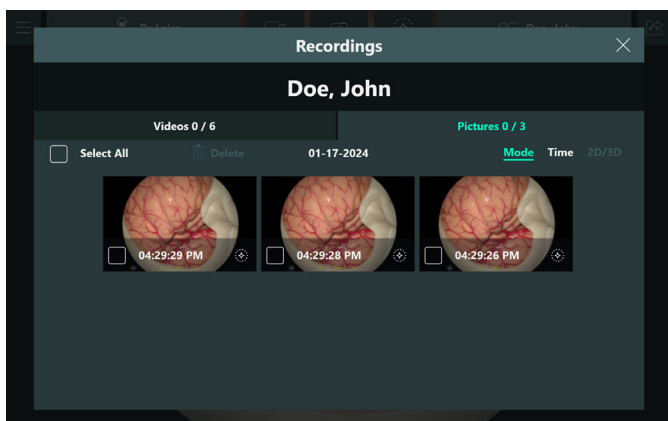 Recordings
Doe, John
Videos 0 / 6
Pictures 0 / 3
Select All
Delete
01-17-2024
Mode
Time
2D/3D
04:29:29 PM
04:29:28 PM
04:29:26 PM